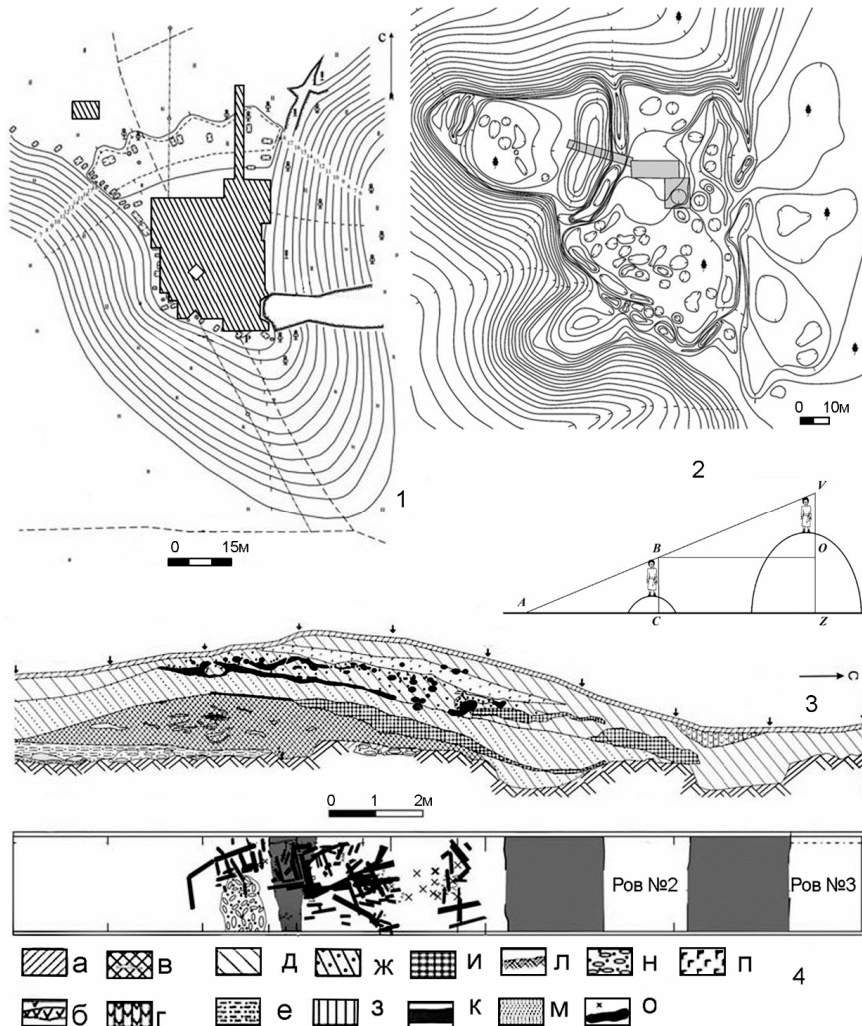 С
1
0 15м
2
0 10м
V
B
O
A
C
Z
С
3
0 1 2м
Ров №2
Ров №3
4
а в д ж и л н п
б г е з к м о